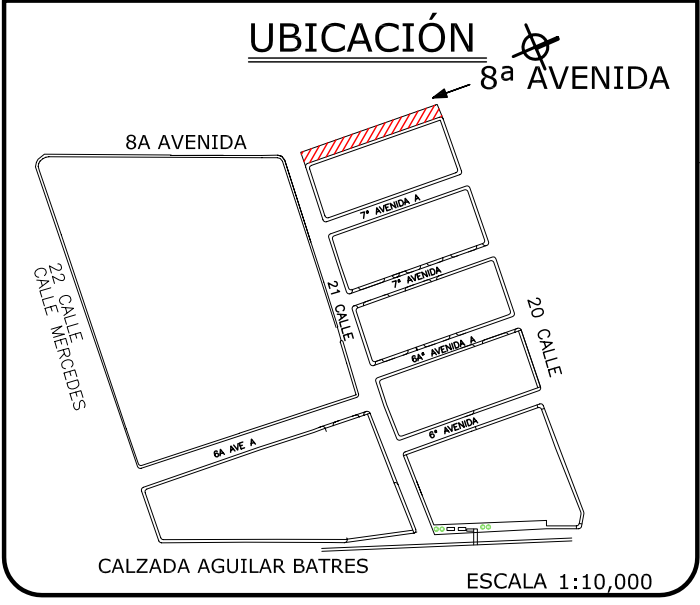 UBICACIÓN
8ª AVENIDA
8A AVENIDA
7ª AVENIDA A
7ª AVENIDA
22 CALLE
CALLE MERCEDES
21 CALLE
20 CALLE
6Aª AVENIDA A
6ª AVENIDA
6A AVE A
CALZADA AGUILAR BATRES
ESCALA 1:10,000